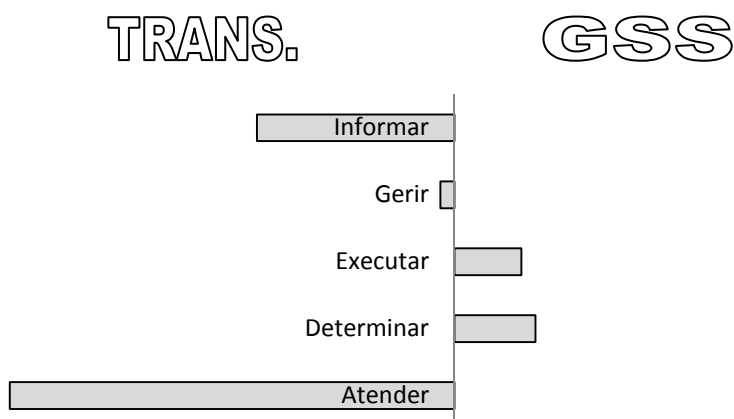 TRANS. GSS
Informar
Gerir
Executar
Determinar
Atender